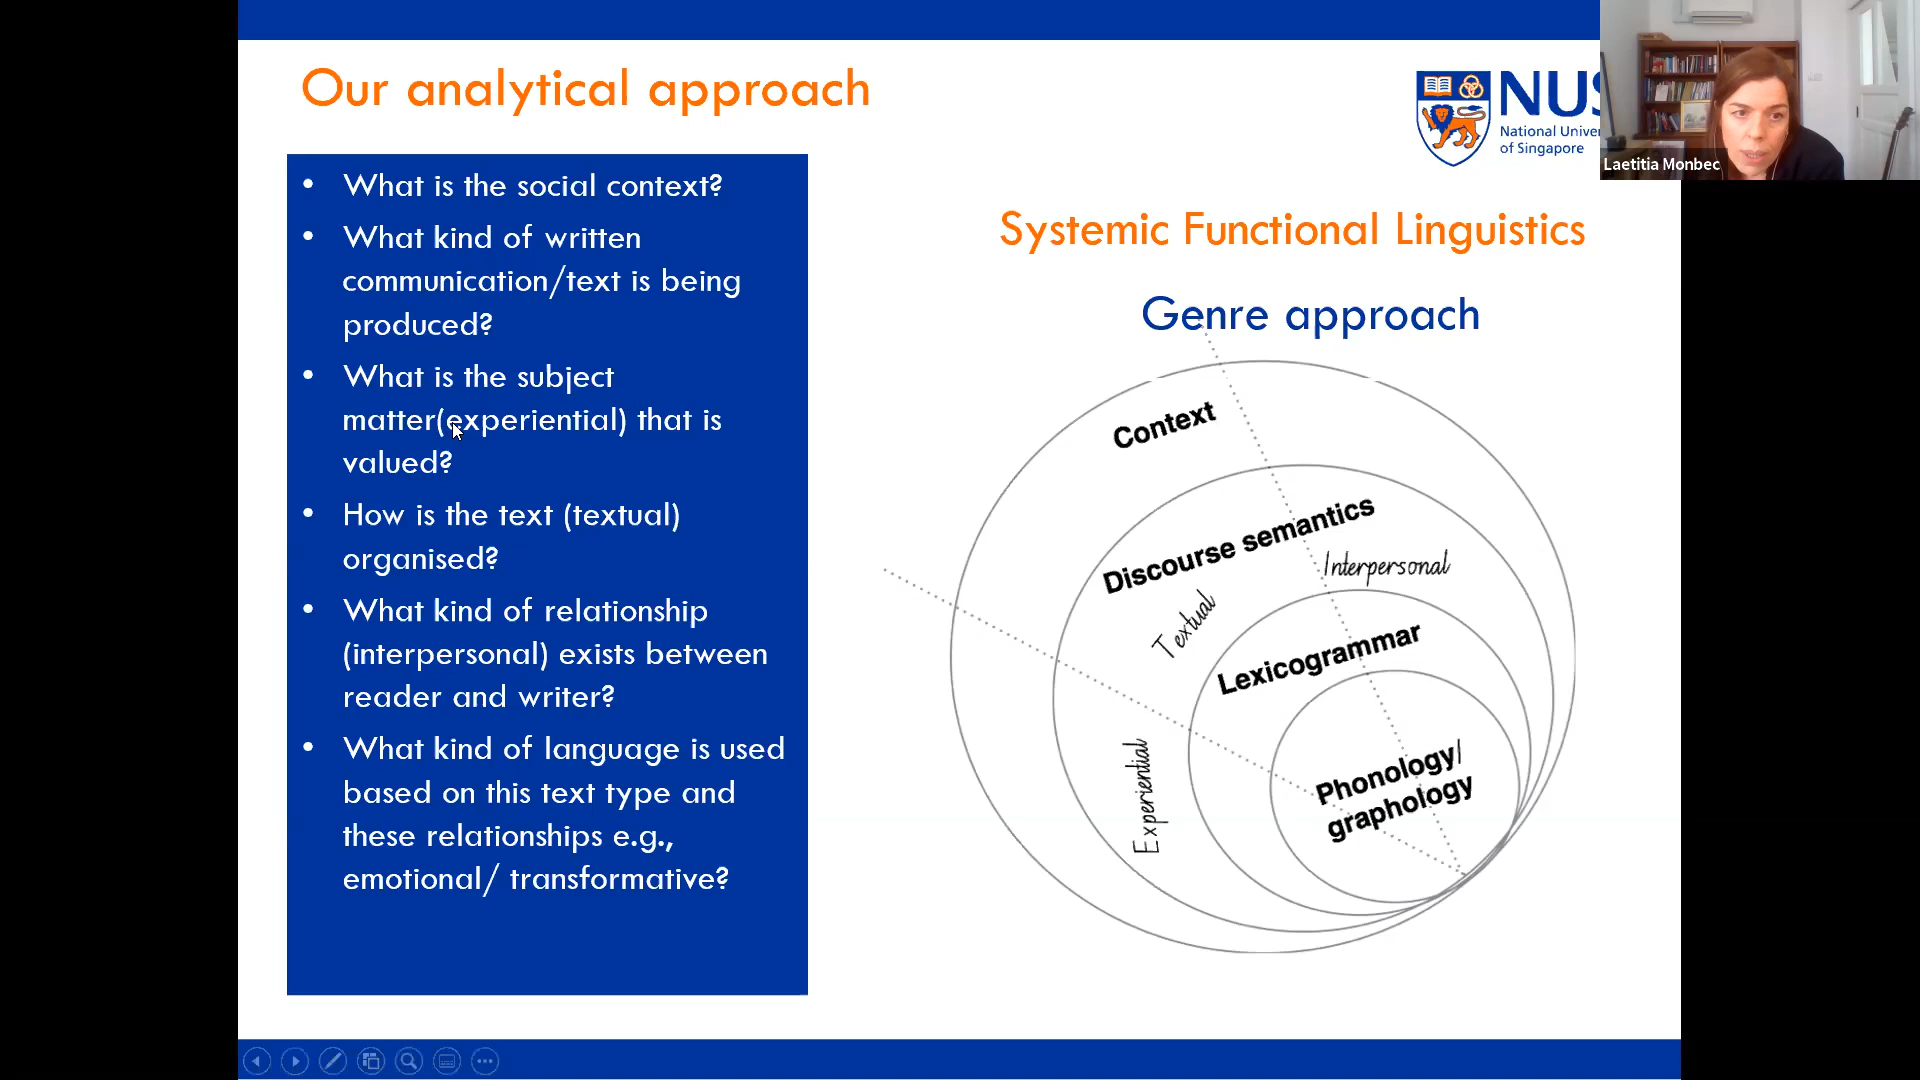 Our analytical approach
NUS
National Univer
of Singapore
Laetitia Monbec
• What is the social context?
• What kind of written
communication/text is being
produced?
• What is the subject
matter(experiential) that is
valued?
• How is the text (textual)
organised?
• What kind of relationship
(interpersonal) exists between
reader and writer?
• What kind of language is used
based on this text type and
these relationships e.g.,
emotional/ transformative?
Systemic Functional Linguistics
Genre approach
Context
Discourse semantics
Interpersonal
Textual
Lexicogrammar
Experiential
Phonology/
graphology